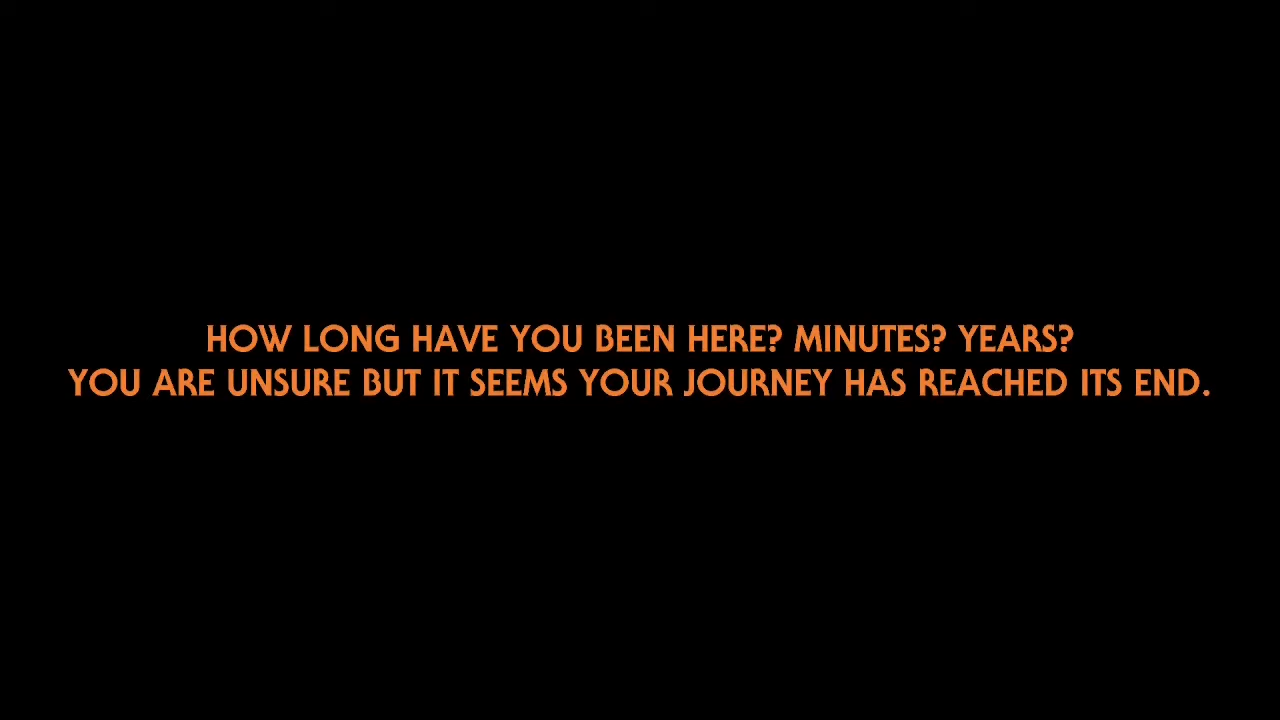 HOW LONG HAVE YOU BEEN HERE? MINUTES? YEARS?
YOU ARE UNSURE BUT IT SEEMS YOUR JOURNEY HAS REACHED ITS END.